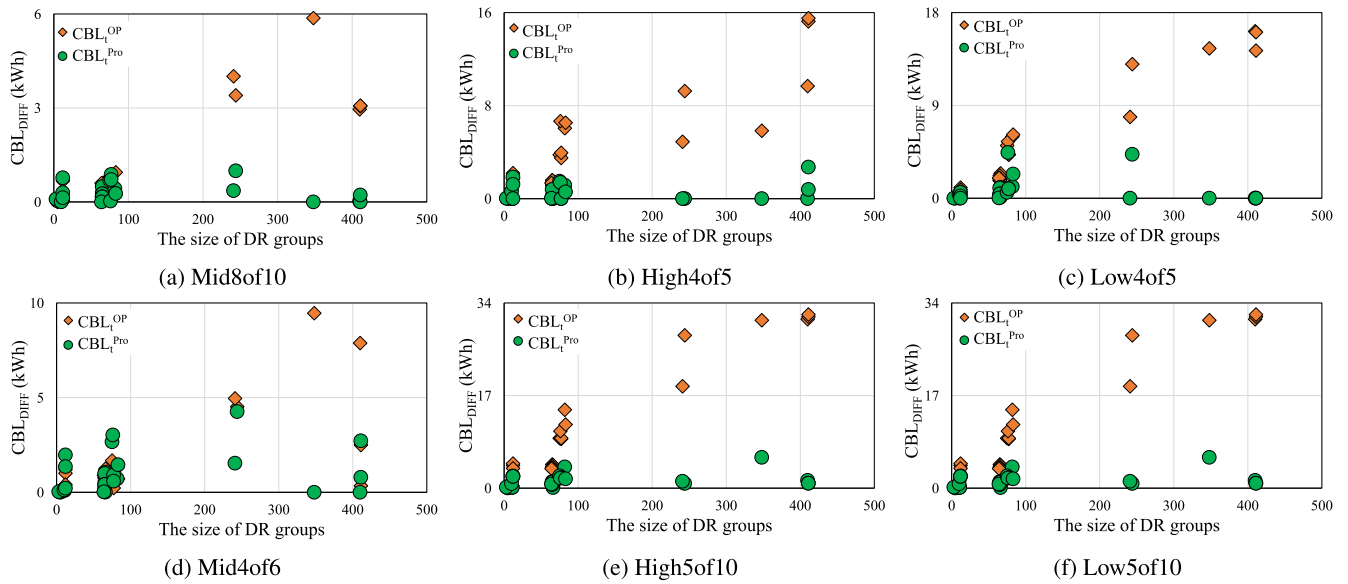 6
3
0
0 100 200 300 400 500
CBL_DIFF (kWh)
CBL_t^OP
CBL_t^Pro
The size of DR groups
(a) Mid8of10
16
8
0
0 100 200 300 400 500
CBL_DIFF (kWh)
CBL_t^OP
CBL_t^Pro
The size of DR groups
(b) High4of5
18
9
0
0 100 200 300 400 500
CBL_DIFF (kWh)
CBL_t^OP
CBL_t^Pro
The size of DR groups
(c) Low4of5
10
5
0
0 100 200 300 400 500
CBL_DIFF (kWh)
CBL_t^OP
CBL_t^Pro
The size of DR groups
(d) Mid4of6
34
17
0
0 100 200 300 400 500
CBL_DIFF (kWh)
CBL_t^OP
CBL_t^Pro
The size of DR groups
(e) High5of10
34
17
0
0 100 200 300 400 500
CBL_DIFF (kWh)
CBL_t^OP
CBL_t^Pro
The size of DR groups
(f) Low5of10